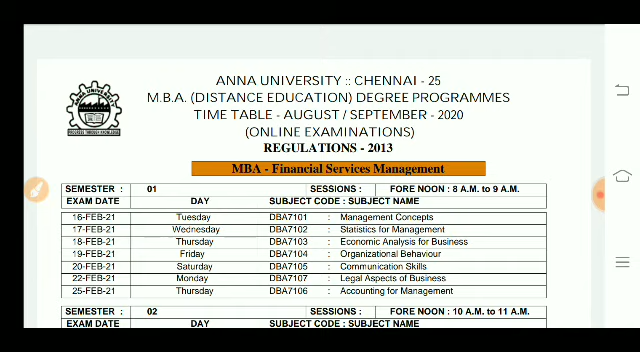 ANNA UNIVERSITY :: CHENNAI - 25
M.B.A. (DISTANCE EDUCATION) DEGREE PROGRAMMES
TIME TABLE - AUGUST / SEPTEMBER - 2020
(ONLINE EXAMINATIONS)
REGULATIONS - 2013
ANNA UNIVERSITY
PROGRESS THROUGH KNOWLEDGE
MBA - Financial Services Management
SEMESTER : 01 SESSIONS : FORE NOON : 8 A.M. to 9 A.M.
EXAM DATE DAY SUBJECT CODE : SUBJECT NAME
16-FEB-21 Tuesday DBA7101 : Management Concepts
17-FEB-21 Wednesday DBA7102 : Statistics for Management
18-FEB-21 Thursday DBA7103 : Economic Analysis for Business
19-FEB-21 Friday DBA7104 : Organizational Behaviour
20-FEB-21 Saturday DBA7105 : Communication Skills
22-FEB-21 Monday DBA7107 : Legal Aspects of Business
25-FEB-21 Thursday DBA7106 : Accounting for Management
SEMESTER : 02 SESSIONS : FORE NOON : 10 A.M. to 11 A.M.
EXAM DATE DAY SUBJECT CODE : SUBJECT NAME